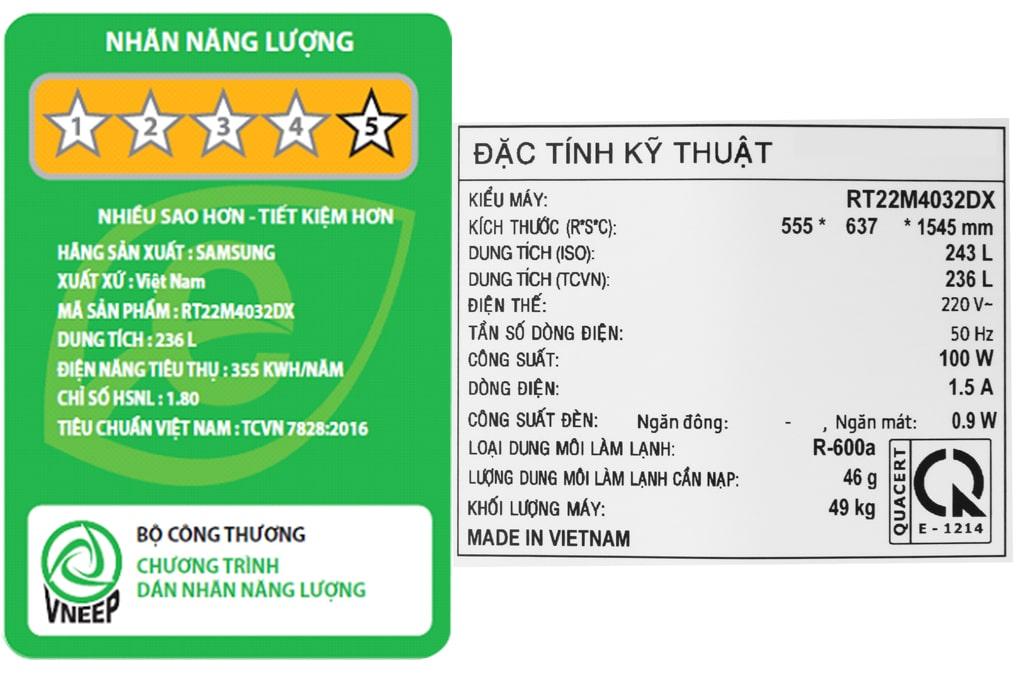 NHÃN NĂNG LƯỢNG
1 2 3 4 5
NHIỀU SAO HƠN - TIẾT KIỆM HƠN
HÃNG SẢN XUẤT : SAMSUNG
XUẤT XỨ : Việt Nam
MÃ SẢN PHẨM : RT22M4032DX
DUNG TÍCH : 236 L
ĐIỆN NĂNG TIÊU THỤ : 355 KWH/NĂM
CHỈ SỐ HSNL : 1.80
TIÊU CHUẨN VIỆT NAM : TCVN 7828:2016
VNEEP
BỘ CÔNG THƯƠNG
CHƯƠNG TRÌNH
DÁN NHÃN NĂNG LƯỢNG
ĐẶC TÍNH KỸ THUẬT
KIỂU MÁY: RT22M4032DX
KÍCH THƯỚC (R*S*C): 555 * 637 * 1545 mm
DUNG TÍCH (ISO): 243 L
DUNG TÍCH (TCVN): 236 L
ĐIỆN THẾ: 220 V~
TẦN SỐ DÒNG ĐIỆN: 50 Hz
CÔNG SUẤT: 100 W
DÒNG ĐIỆN: 1.5 A
CÔNG SUẤT ĐÈN: Ngăn đông: - , Ngăn mát: 0.9 W
LOẠI DUNG MÔI LÀM LẠNH: R-600a
LƯỢNG DUNG MÔI LÀM LẠNH CẦN NẠP: 46 g
KHỐI LƯỢNG MÁY: 49 kg
MADE IN VIETNAM
QUACERT
E - 1214